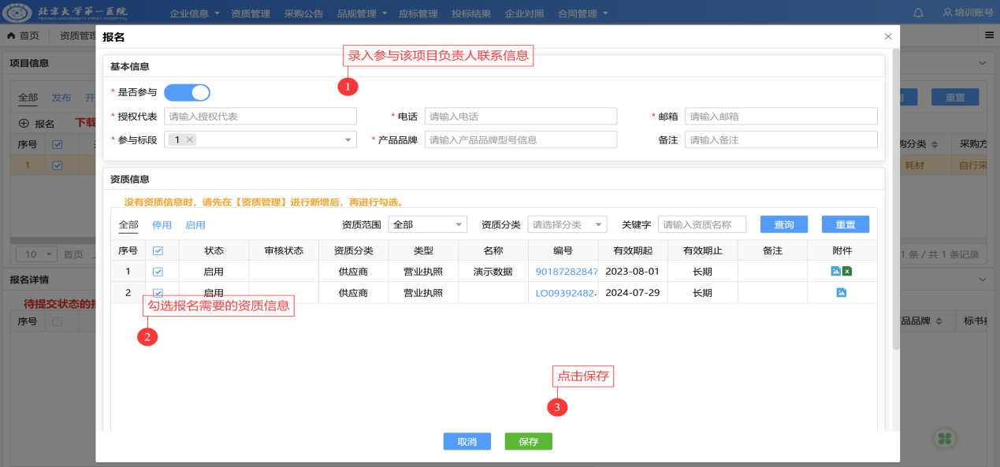 北京大学第一医院 企业信息 资质管理 采购公告 品规管理 应标管理 投标结果 企业对照 合同管理 培训账号
PEKING UNIVERSITY FIRST HOSPITAL
首页 资质管理
报名
项目信息
录入参与该项目负责人联系信息
1
基本信息
全部 发布
* 是否参与
重置
* 授权代表 请输入授权代表 * 电话 请输入电话 * 邮箱 请输入邮箱
报名 下载
* 参与标段 1 × * 产品品牌 请输入产品品牌型号信息 备注 请输入备注
序号 分类 采购方
1 耗材 自行采
资质信息
没有资质信息时，请先在【资质管理】进行新增后，再进行勾选。
全部 停用 启用 资质范围 全部 资质分类 请选择分类 关键字 请输入资质名称 查询 重置
序号 状态 审核状态 资质分类 类型 名称 编号 有效期起 有效期止 备注 附件
1 启用 供应商 营业执照 演示数据 90187282847 2023-08-01 长期
2 启用 供应商 营业执照 LO09392482. 2024-07-29 长期
10 首页 1 条 / 共 1 条记录
报名详情
待提交状态的
勾选报名需要的资质信息
2
序号 品品牌
点击保存
3
取消 保存